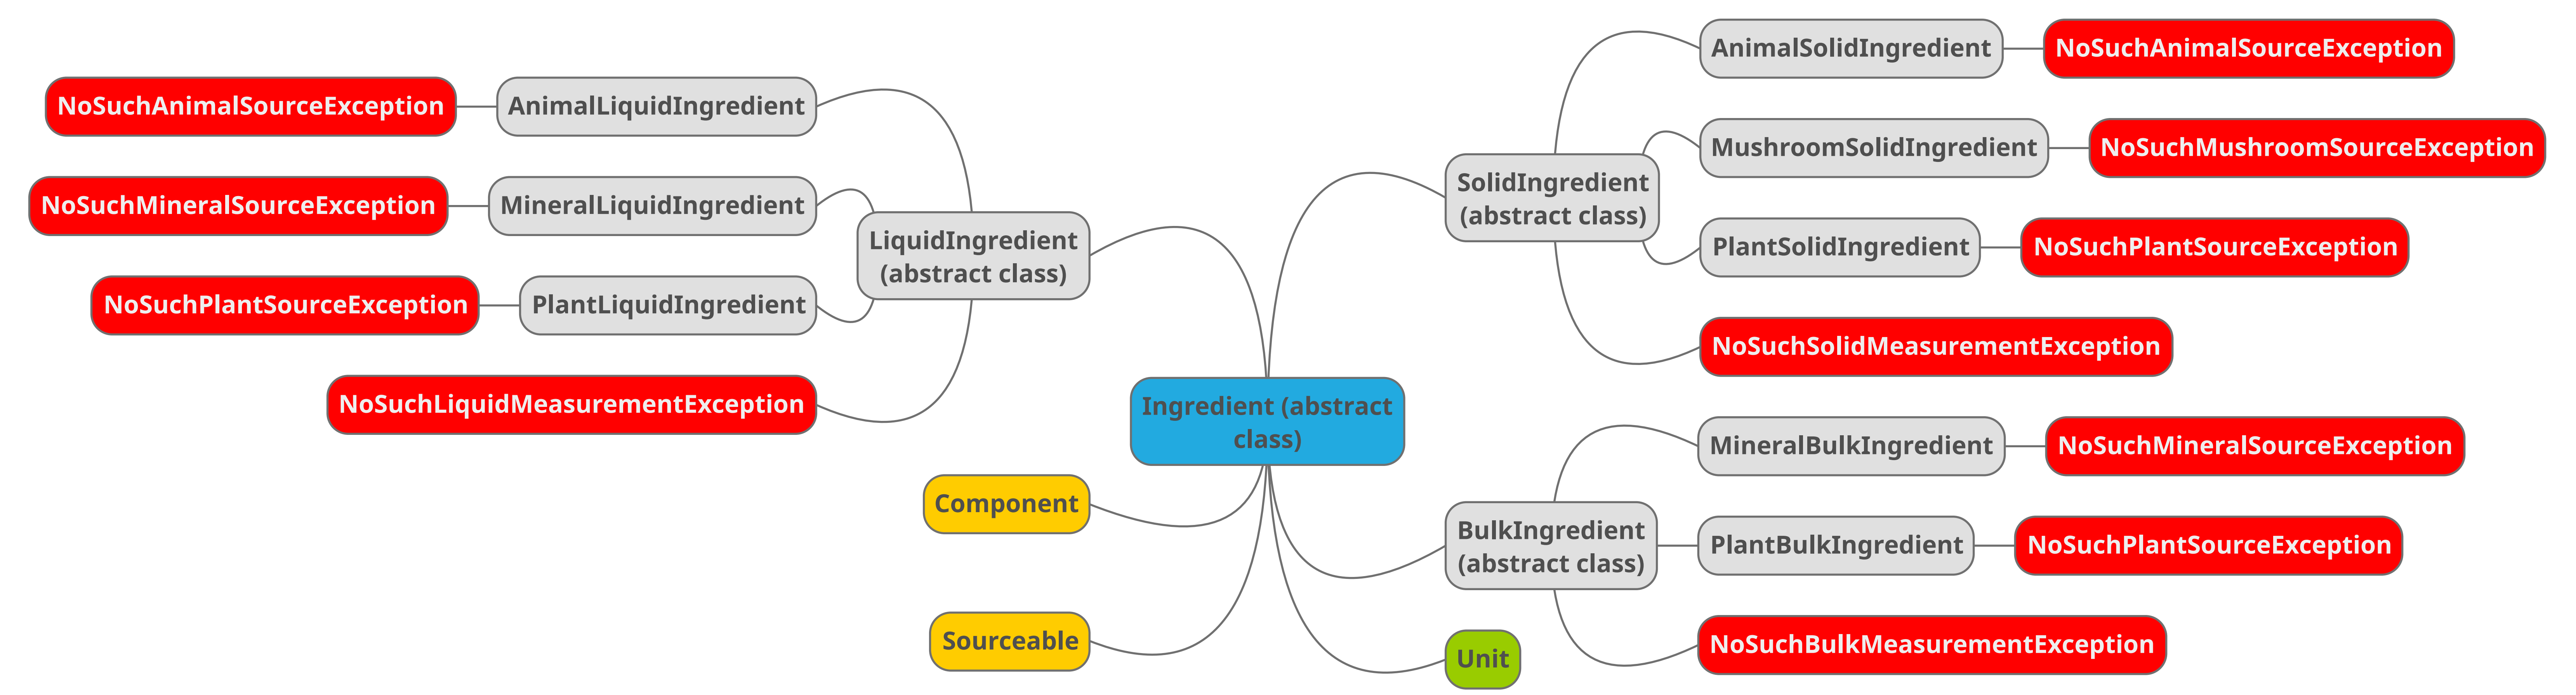 NoSuchAnimalSourceException
AnimalLiquidIngredient
NoSuchMineralSourceException
MineralLiquidIngredient
NoSuchPlantSourceException
PlantLiquidIngredient
NoSuchLiquidMeasurementException
LiquidIngredient
(abstract class)
Component
Sourceable
Ingredient (abstract
class)
SolidIngredient
(abstract class)
AnimalSolidIngredient
NoSuchAnimalSourceException
MushroomSolidIngredient
NoSuchMushroomSourceException
PlantSolidIngredient
NoSuchPlantSourceException
NoSuchSolidMeasurementException
BulkIngredient
(abstract class)
MineralBulkIngredient
NoSuchMineralSourceException
PlantBulkIngredient
NoSuchPlantSourceException
NoSuchBulkMeasurementException
Unit